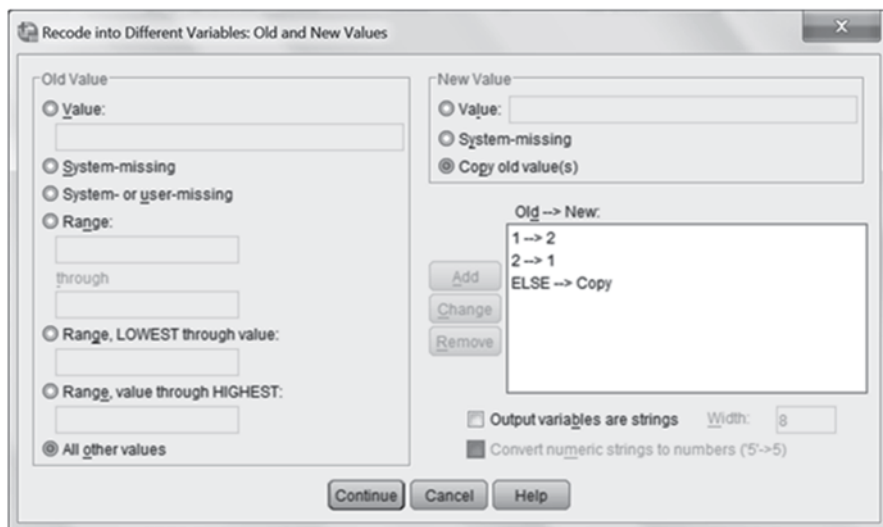 Recode into Different Variables: Old and New Values
Old Value
Value:
System-missing
System- or user-missing
Range:
through
Range, LOWEST through value:
Range, value through HIGHEST:
All other values
New Value
Value:
System-missing
Copy old value(s)
Old --> New:
1 --> 2
2 --> 1
ELSE --> Copy
Add
Change
Remove
Output variables are strings Width: 8
Convert numeric strings to numbers ('5'->5)
Continue Cancel Help